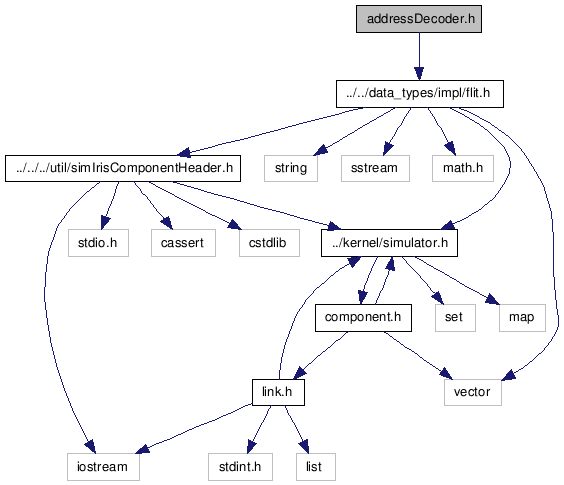 addressDecoder.h
../../data_types/impl/flit.h
../../../util/simIrisComponentHeader.h
string
sstream
math.h
stdio.h
cassert
cstdlib
../kernel/simulator.h
component.h
set
map
link.h
vector
iostream
stdint.h
list